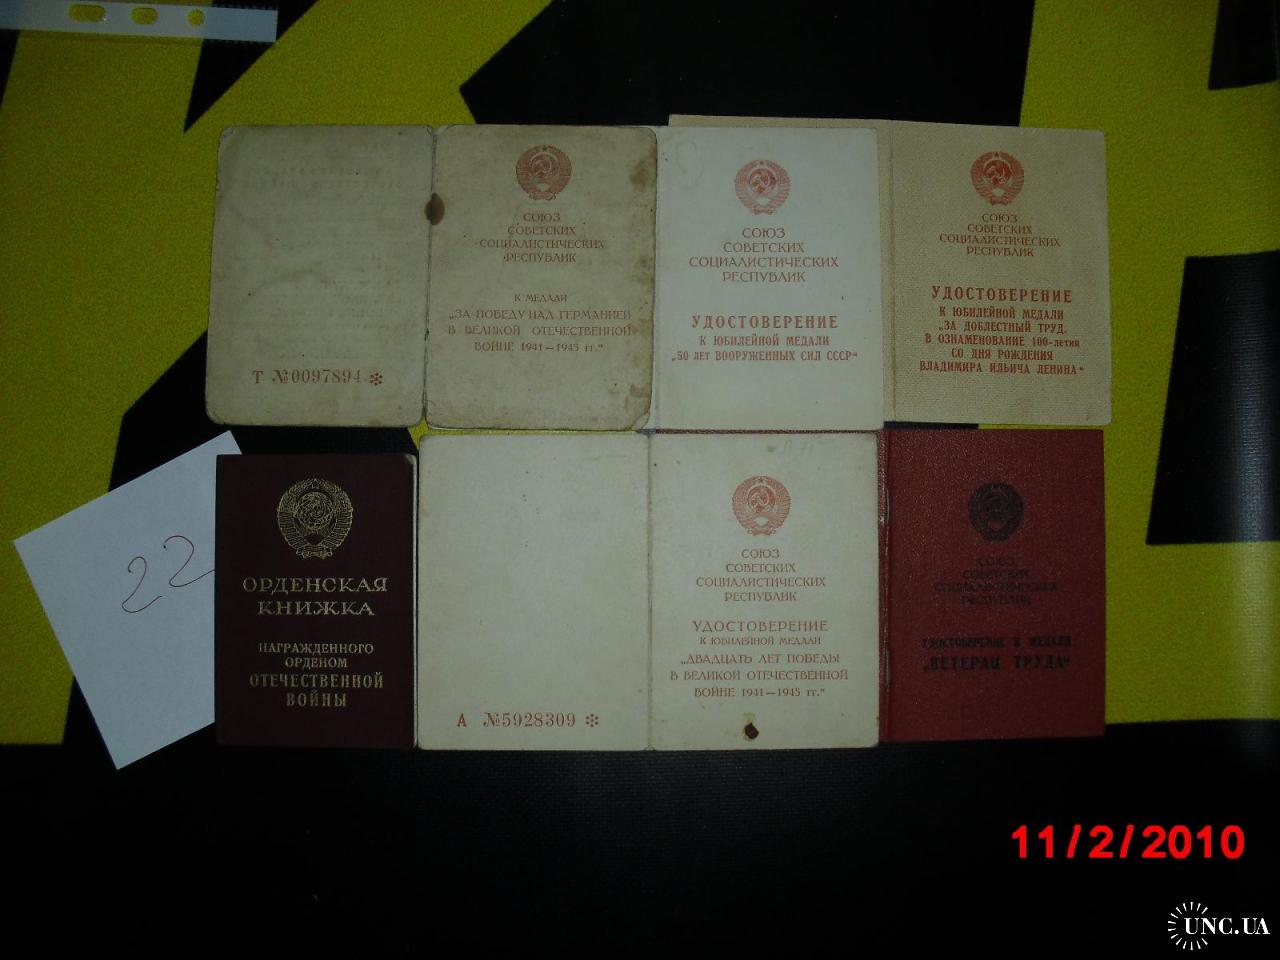 СОЮЗ
СОВЕТСКИХ
СОЦИАЛИСТИЧЕСКИХ
РЕСПУБЛИК
К МЕДАЛИ
„ЗА ПОБЕДУ НАД ГЕРМАНИЕЙ
В ВЕЛИКОЙ ОТЕЧЕСТВЕННОЙ
ВОЙНЕ 1941—1945 гг.“
Т №0097894
СОЮЗ
СОВЕТСКИХ
СОЦИАЛИСТИЧЕСКИХ
РЕСПУБЛИК
УДОСТОВЕРЕНИЕ
К ЮБИЛЕЙНОЙ МЕДАЛИ
„50 лет ВООРУЖЕННЫХ СИЛ СССР“
СОЮЗ
СОВЕТСКИХ
СОЦИАЛИСТИЧЕСКИХ
РЕСПУБЛИК
УДОСТОВЕРЕНИЕ
К ЮБИЛЕЙНОЙ МЕДАЛИ
„ЗА ДОБЛЕСТНЫЙ ТРУД.
В ОЗНАМЕНОВАНИЕ 100-летия
СО ДНЯ РОЖДЕНИЯ
ВЛАДИМИРА ИЛЬИЧА ЛЕНИНА“
22
ОРДЕНСКАЯ
КНИЖКА
НАГРАЖДЕННОГО
ОРДЕНОМ
ОТЕЧЕСТВЕННОЙ
ВОЙНЫ
А №5928309
СОЮЗ
СОВЕТСКИХ
СОЦИАЛИСТИЧЕСКИХ
РЕСПУБЛИК
УДОСТОВЕРЕНИЕ
К ЮБИЛЕЙНОЙ МЕДАЛИ
„ДВАДЦАТЬ ЛЕТ ПОБЕДЫ
В ВЕЛИКОЙ ОТЕЧЕСТВЕННОЙ
ВОЙНЕ 1941—1945 гг.“
СОЮЗ
СОВЕТСКИХ
СОЦИАЛИСТИЧЕСКИХ
РЕСПУБЛИК
УДОСТОВЕРЕНИЕ К МЕДАЛИ
„ВЕТЕРАН ТРУДА“
11/2/2010
UNC.UA